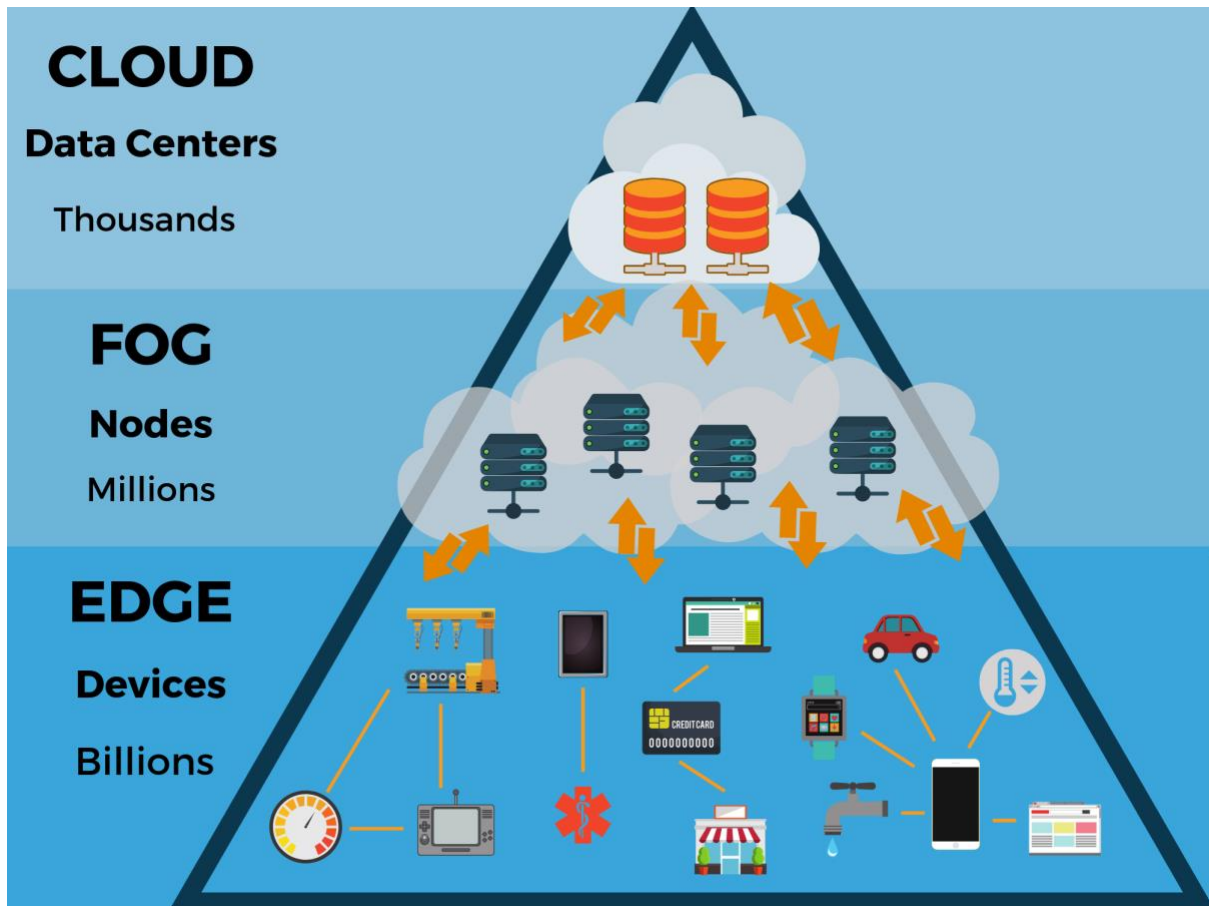 CLOUD
Data Centers
Thousands
FOG
Nodes
Millions
EDGE
Devices
Billions
CREDIT CARD
0000000000